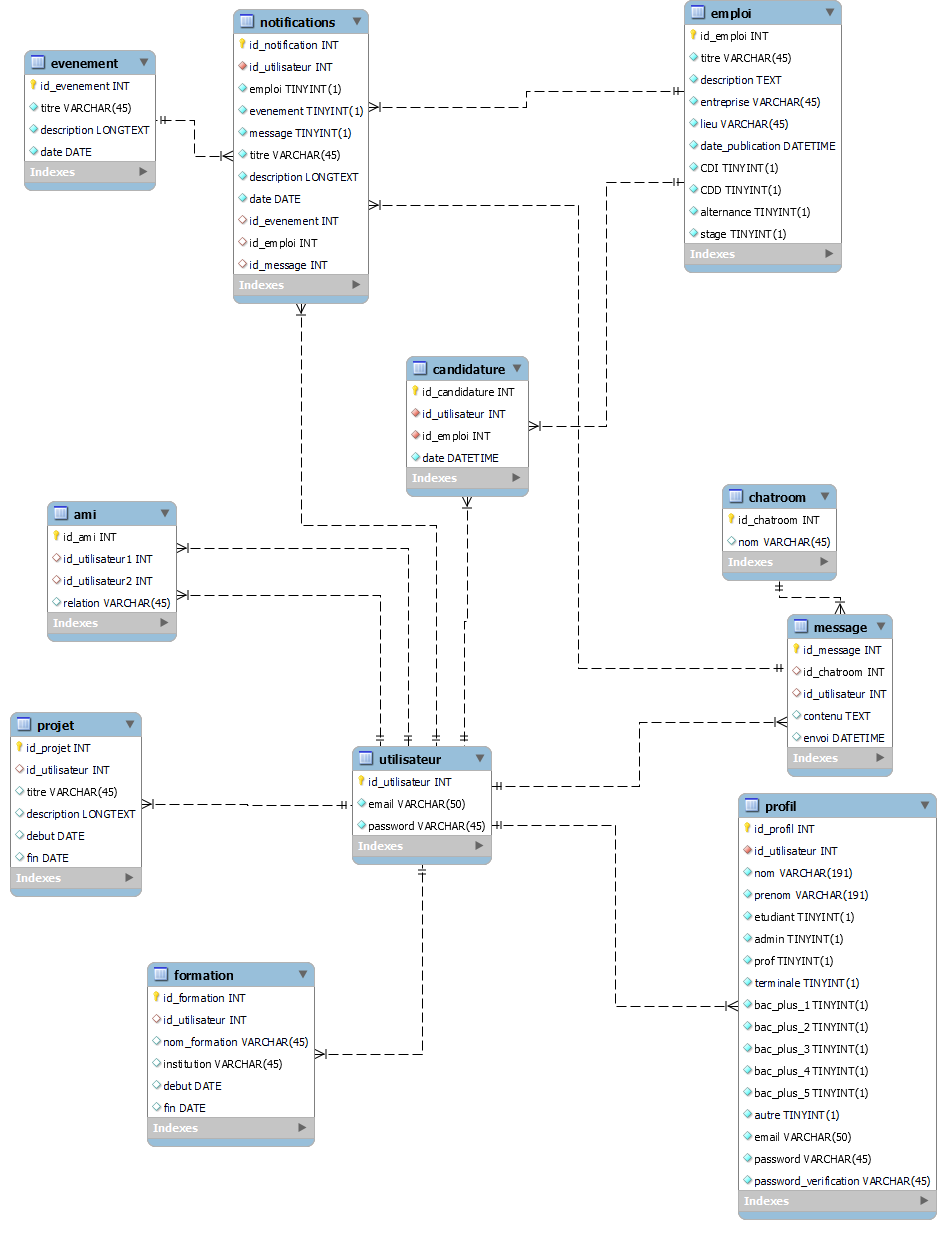 notifications
id_notification INT
id_utilisateur INT
emploi TINYINT(1)
evenement TINYINT(1)
message TINYINT(1)
titre VARCHAR(45)
description LONGTEXT
date DATE
id_evenement INT
id_emploi INT
id_message INT
Indexes
emploi
id_emploi INT
titre VARCHAR(45)
description TEXT
entreprise VARCHAR(45)
lieu VARCHAR(45)
date_publication DATETIME
CDI TINYINT(1)
CDD TINYINT(1)
alternance TINYINT(1)
stage TINYINT(1)
Indexes
evenement
id_evenement INT
titre VARCHAR(45)
description LONGTEXT
date DATE
Indexes
candidature
id_candidature INT
id_utilisateur INT
id_emploi INT
date DATETIME
Indexes
chatroom
id_chatroom INT
nom VARCHAR(45)
Indexes
ami
id_ami INT
id_utilisateur1 INT
id_utilisateur2 INT
relation VARCHAR(45)
Indexes
message
id_message INT
id_chatroom INT
id_utilisateur INT
contenu TEXT
envoi DATETIME
Indexes
projet
id_projet INT
id_utilisateur INT
titre VARCHAR(45)
description LONGTEXT
debut DATE
fin DATE
Indexes
utilisateur
id_utilisateur INT
email VARCHAR(50)
password VARCHAR(45)
Indexes
profil
id_profil INT
id_utilisateur INT
nom VARCHAR(191)
prenom VARCHAR(191)
etudiant TINYINT(1)
admin TINYINT(1)
prof TINYINT(1)
terminale TINYINT(1)
bac_plus_1 TINYINT(1)
bac_plus_2 TINYINT(1)
bac_plus_3 TINYINT(1)
bac_plus_4 TINYINT(1)
bac_plus_5 TINYINT(1)
autre TINYINT(1)
email VARCHAR(50)
password VARCHAR(45)
password_verification VARCHAR(45)
Indexes
formation
id_formation INT
id_utilisateur INT
nom_formation VARCHAR(45)
institution VARCHAR(45)
debut DATE
fin DATE
Indexes